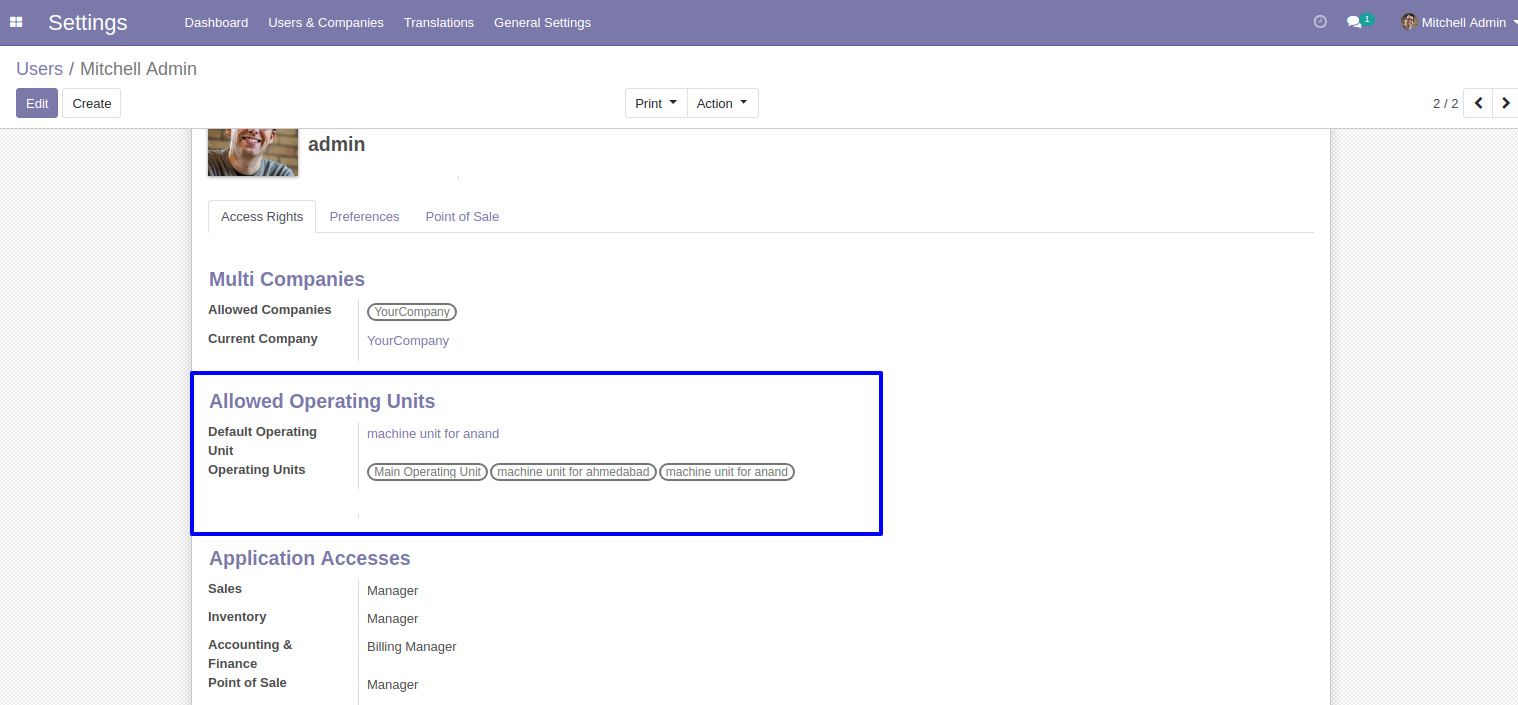 Settings Dashboard Users & Companies Translations General Settings 1 Mitchell Admin
Users / Mitchell Admin
Edit Create Print Action 2 / 2
admin
Access Rights Preferences Point of Sale
Multi Companies
Allowed Companies YourCompany
Current Company YourCompany
Allowed Operating Units
Default Operating machine unit for anand
Unit
Operating Units Main Operating Unit machine unit for ahmedabad machine unit for anand
Application Accesses
Sales Manager
Inventory Manager
Accounting & Billing Manager
Finance
Point of Sale Manager